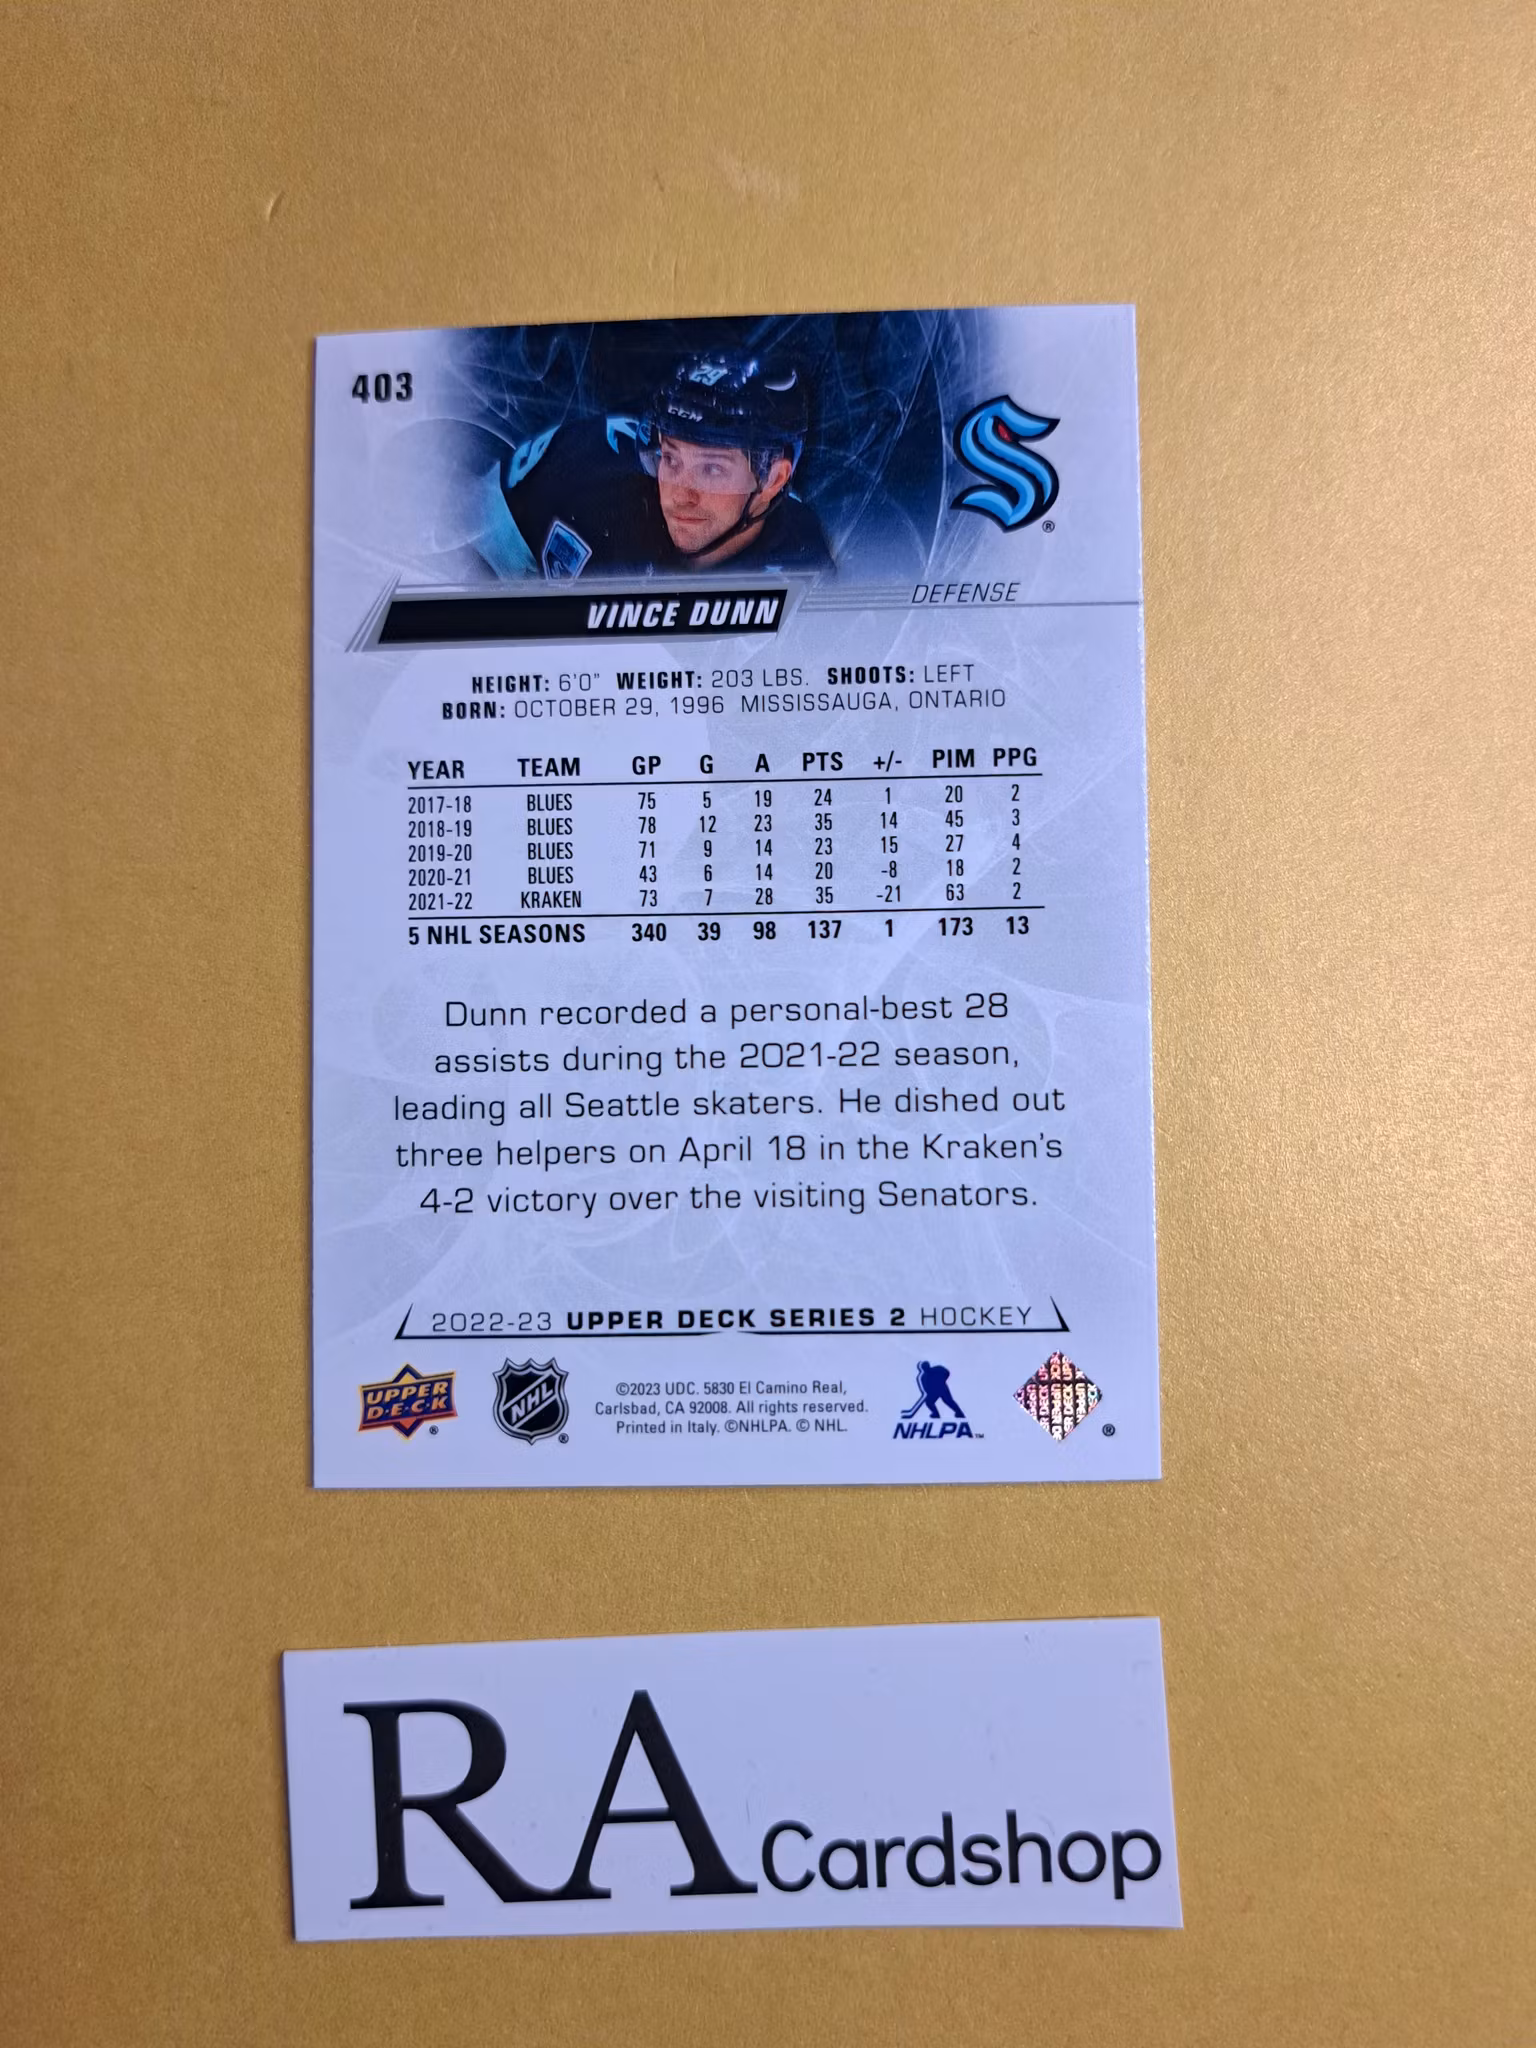 403
29
CCM
VINCE DUNN
DEFENSE
HEIGHT: 6'0" WEIGHT: 203 LBS. SHOOTS: LEFT
BORN: OCTOBER 29, 1996 MISSISSAUGA, ONTARIO
YEAR TEAM GP G A PTS +/- PIM PPG
2017-18 BLUES 75 5 19 24 1 20 2
2018-19 BLUES 78 12 23 35 14 45 3
2019-20 BLUES 71 9 14 23 15 27 4
2020-21 BLUES 43 6 14 20 -8 18 2
2021-22 KRAKEN 73 7 28 35 -21 63 2
5 NHL SEASONS 340 39 98 137 1 173 13
Dunn recorded a personal-best 28
assists during the 2021-22 season,
leading all Seattle skaters. He dished out
three helpers on April 18 in the Kraken's
4-2 victory over the visiting Senators.
2022-23 UPPER DECK SERIES 2 HOCKEY
UPPER
D·E·C·K ®
NHL ®
©2023 UDC. 5830 El Camino Real,
Carlsbad, CA 92008. All rights reserved.
Printed in Italy. ©NHLPA. © NHL.
NHLPA™
®
RA Cardshop